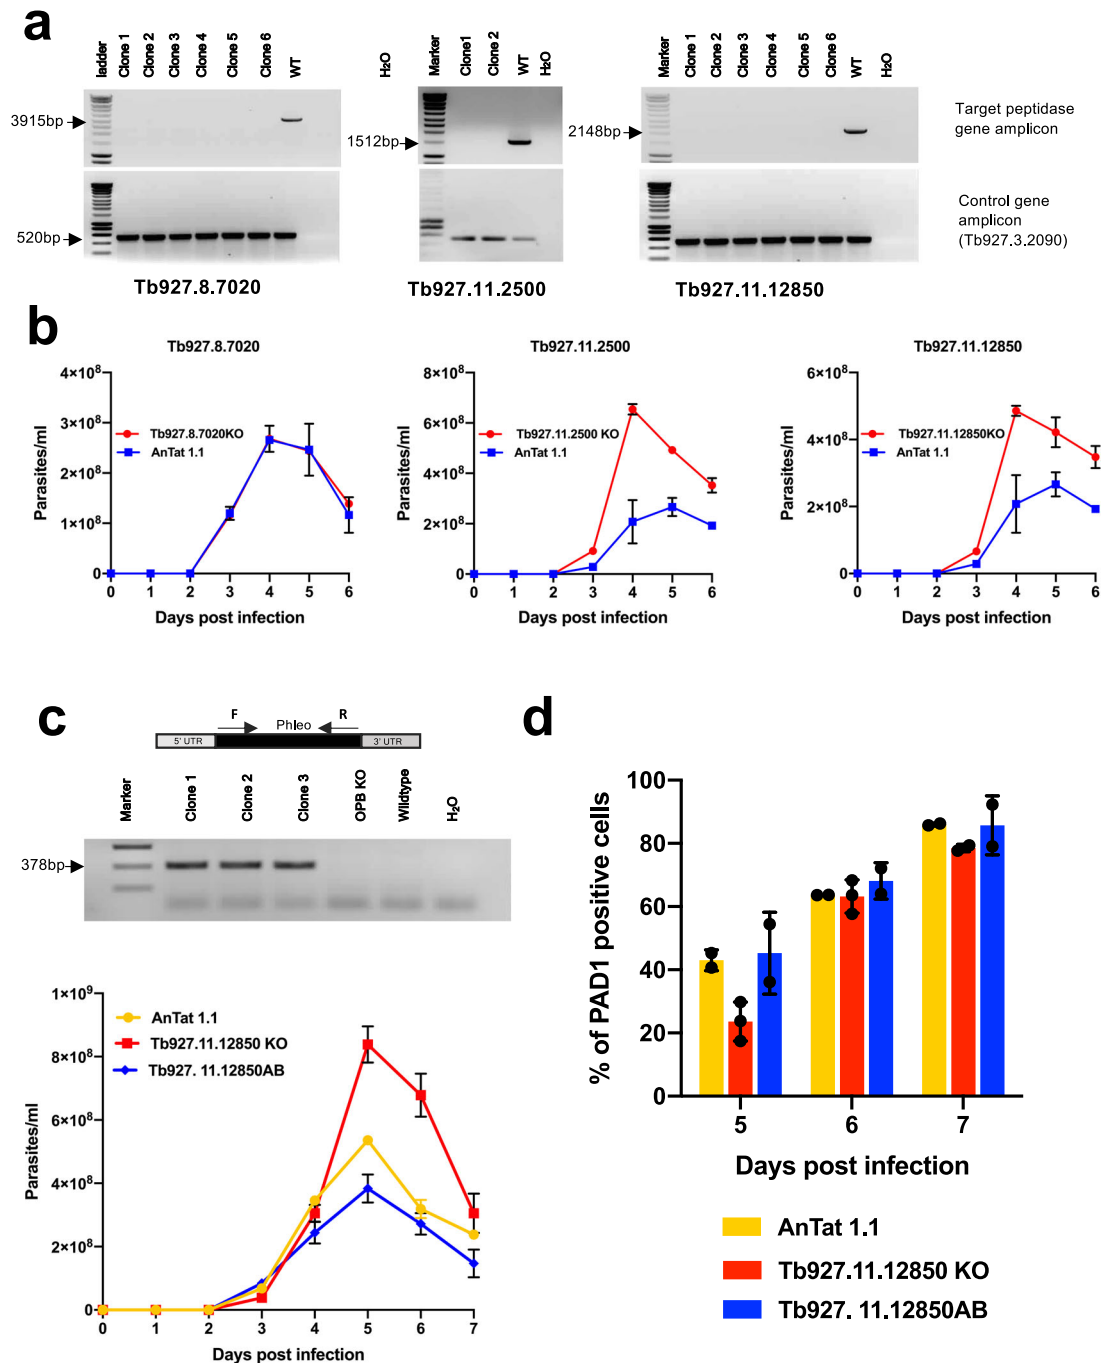 a
ladder
Clone 1
Clone 2
Clone 3
Clone 4
Clone 5
Clone 6
WT
H₂O
Marker
Clone1
Clone 2
WT
H₂O
Marker
Clone 1
Clone 2
Clone 3
Clone 4
Clone 5
Clone 6
WT
H₂O
3915bp
1512bp
2148bp
Target peptidase
gene amplicon
520bp
Control gene
amplicon
(Tb927.3.2090)
Tb927.8.7020
Tb927.11.2500
Tb927.11.12850
b
Tb927.8.7020
4×10⁸
3×10⁸
2×10⁸
1×10⁸
0
Parasites/ml
Tb927.8.7020KO
AnTat 1.1
0 1 2 3 4 5 6
Days post infection
Tb927.11.2500
8×10⁸
6×10⁸
4×10⁸
2×10⁸
0
Parasites/ml
Tb927.11.2500 KO
AnTat 1.1
0 1 2 3 4 5 6
Days post infection
Tb927.11.12850
6×10⁸
4×10⁸
2×10⁸
0
Parasites/ml
Tb927.11.12850KO
AnTat 1.1
0 1 2 3 4 5 6
Days post infection
c
F
Phleo
R
5' UTR
3' UTR
Marker
Clone 1
Clone 2
Clone 3
OPB KO
Wildtype
H₂O
378bp
1×10⁹
8×10⁸
6×10⁸
4×10⁸
2×10⁸
0
Parasites/ml
AnTat 1.1
Tb927.11.12850 KO
Tb927. 11.12850AB
0 1 2 3 4 5 6 7
Days post infection
d
100
80
60
40
20
0
% of PAD1 positive cells
5 6 7
Days post infection
AnTat 1.1
Tb927.11.12850 KO
Tb927. 11.12850AB